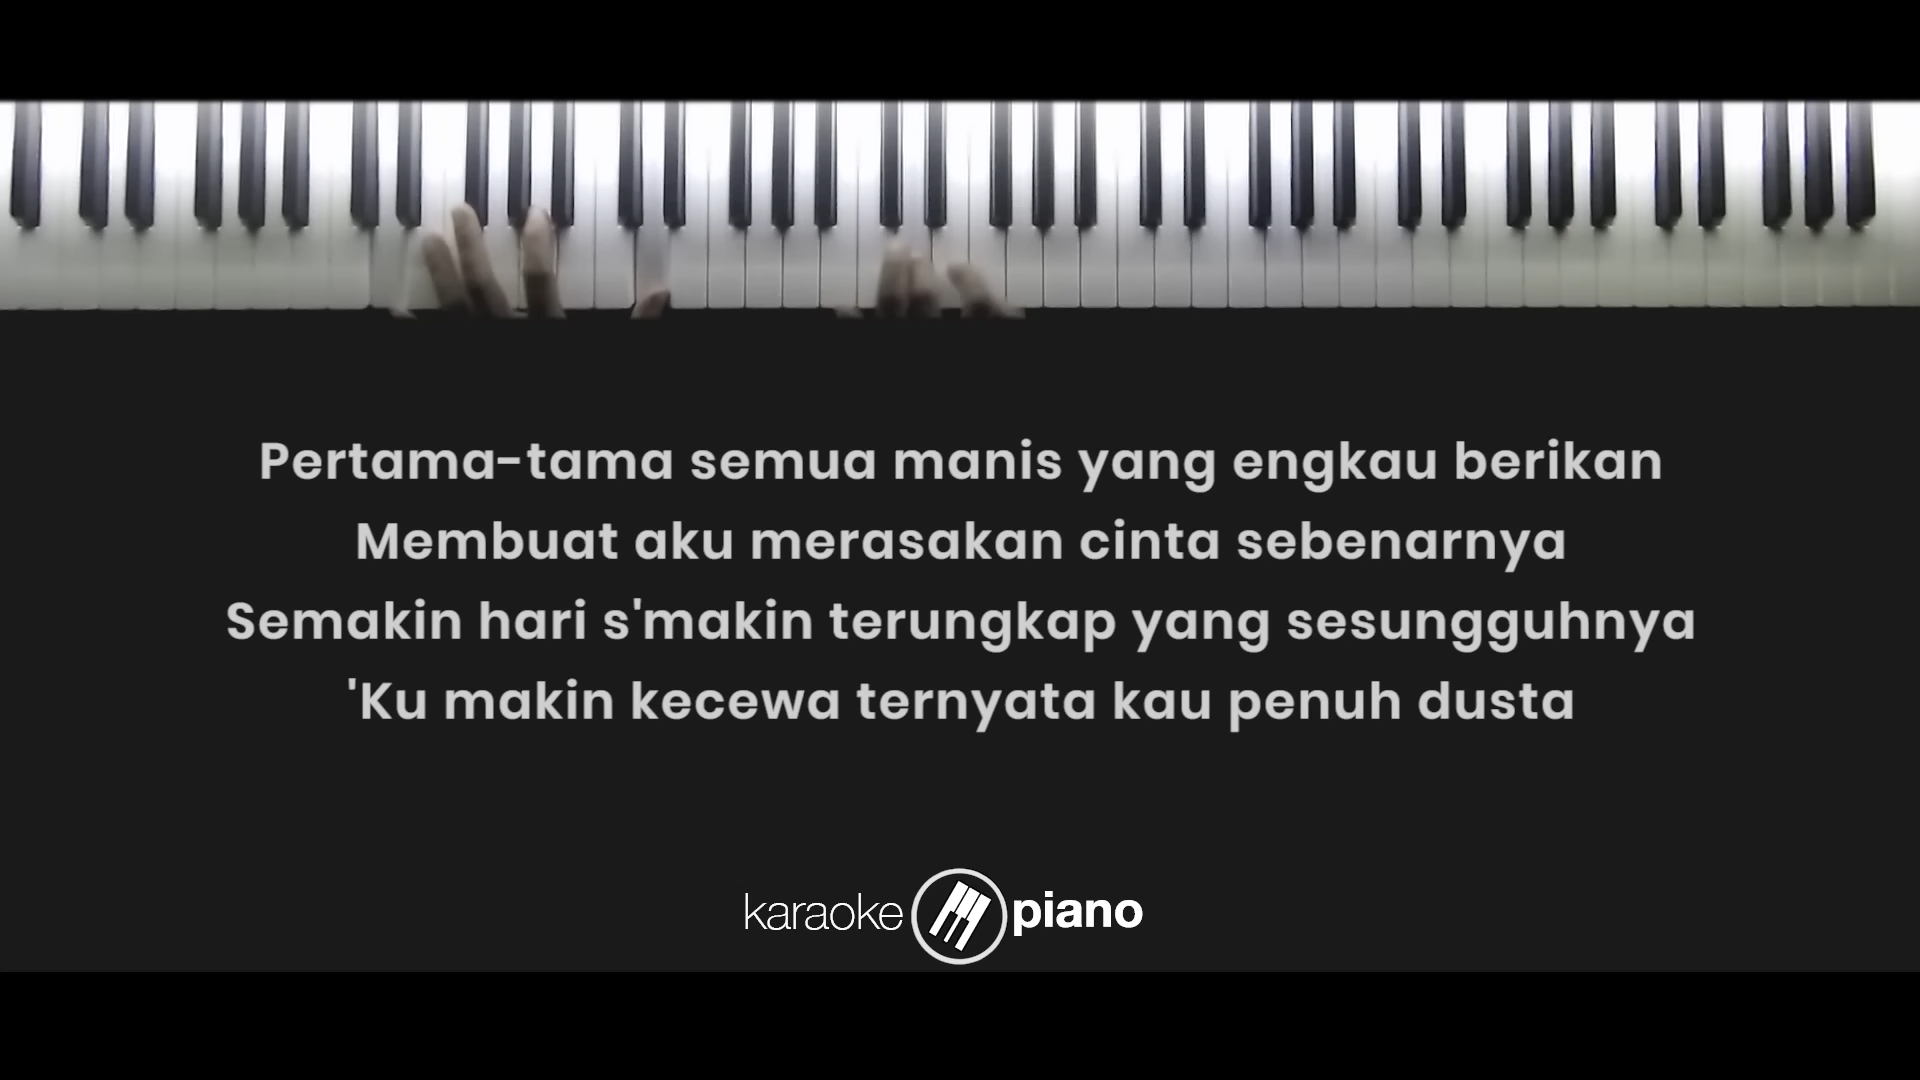 Pertama-tama semua manis yang engkau berikan
Membuat aku merasakan cinta sebenarnya
Semakin hari s'makin terungkap yang sesungguhnya
'Ku makin kecewa ternyata kau penuh dusta
karaoke piano